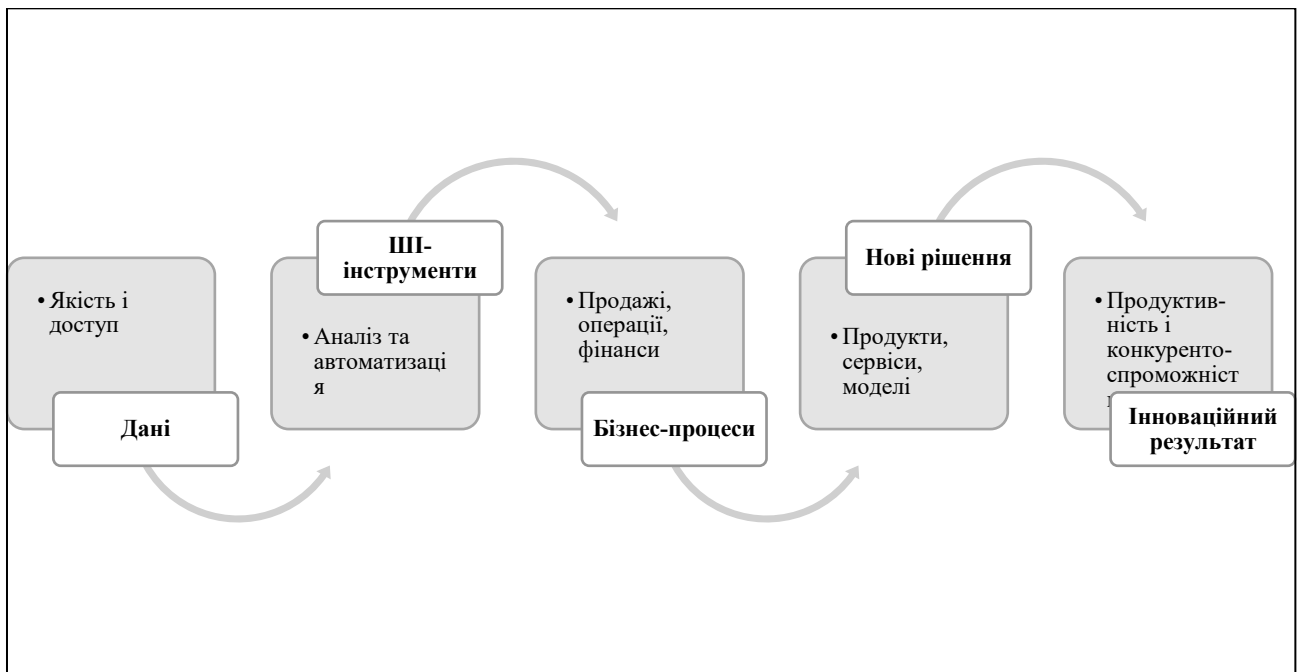 • Якість і
доступ
Дані
ШІ-
інструменти
• Аналіз та
автоматизаці
я
• Продажі,
операції,
фінанси
Бізнес-процеси
Нові рішення
• Продукти,
сервіси,
моделі
• Продуктив-
ність і
конкуренто-
спроможніст
Інноваційний
результат